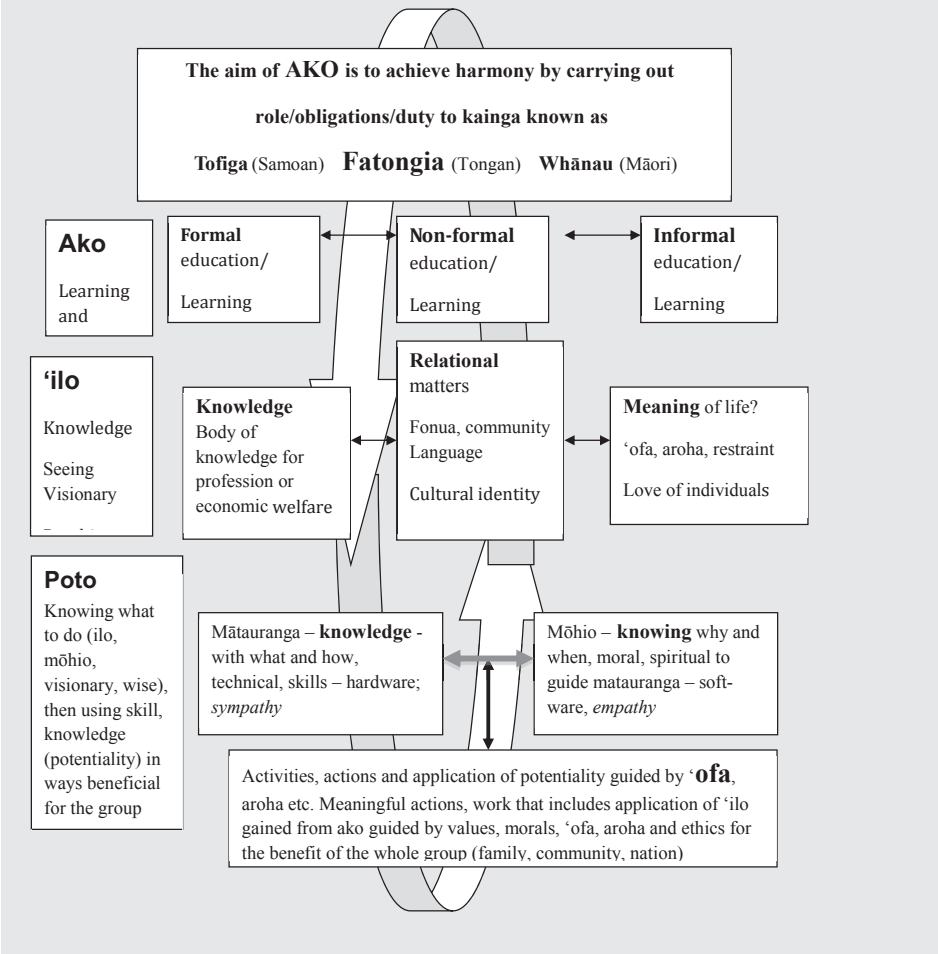 The aim of AKO is to achieve harmony by carrying out
role/obligations/duty to kainga known as
Tofiga (Samoan) Fatongia (Tongan) Whānau (Māori)
Ako
Learning
and
Formal
education/
Learning
Non-formal
education/
Learning
Informal
education/
Learning
‘ilo
Knowledge
Seeing
Visionary
Knowledge
Body of
knowledge for
profession or
economic welfare
Relational
matters
Fonua, community
Language
Cultural identity
Meaning of life?
‘ofa, aroha, restraint
Love of individuals
Poto
Knowing what
to do (ilo,
mōhio,
visionary, wise),
then using skill,
knowledge
(potentiality) in
ways beneficial
for the group
Mātauranga – knowledge -
with what and how,
technical, skills – hardware;
sympathy
Mōhio – knowing why and
when, moral, spiritual to
guide matauranga – soft-
ware, empathy
Activities, actions and application of potentiality guided by ‘ofa,
aroha etc. Meaningful actions, work that includes application of ‘ilo
gained from ako guided by values, morals, ‘ofa, aroha and ethics for
the benefit of the whole group (family, community, nation)